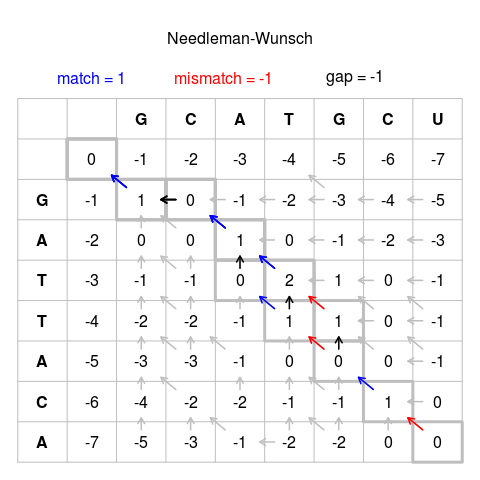 Needleman-Wunsch
match = 1 mismatch = -1 gap = -1
G C A T G C U
0 -1 -2 -3 -4 -5 -6 -7
G -1 1 0 -1 -2 -3 -4 -5
A -2 0 0 1 0 -1 -2 -3
T -3 -1 -1 0 2 1 0 -1
T -4 -2 -2 -1 1 1 0 -1
A -5 -3 -3 -1 0 0 0 -1
C -6 -4 -2 -2 -1 -1 1 0
A -7 -5 -3 -1 -2 -2 0 0